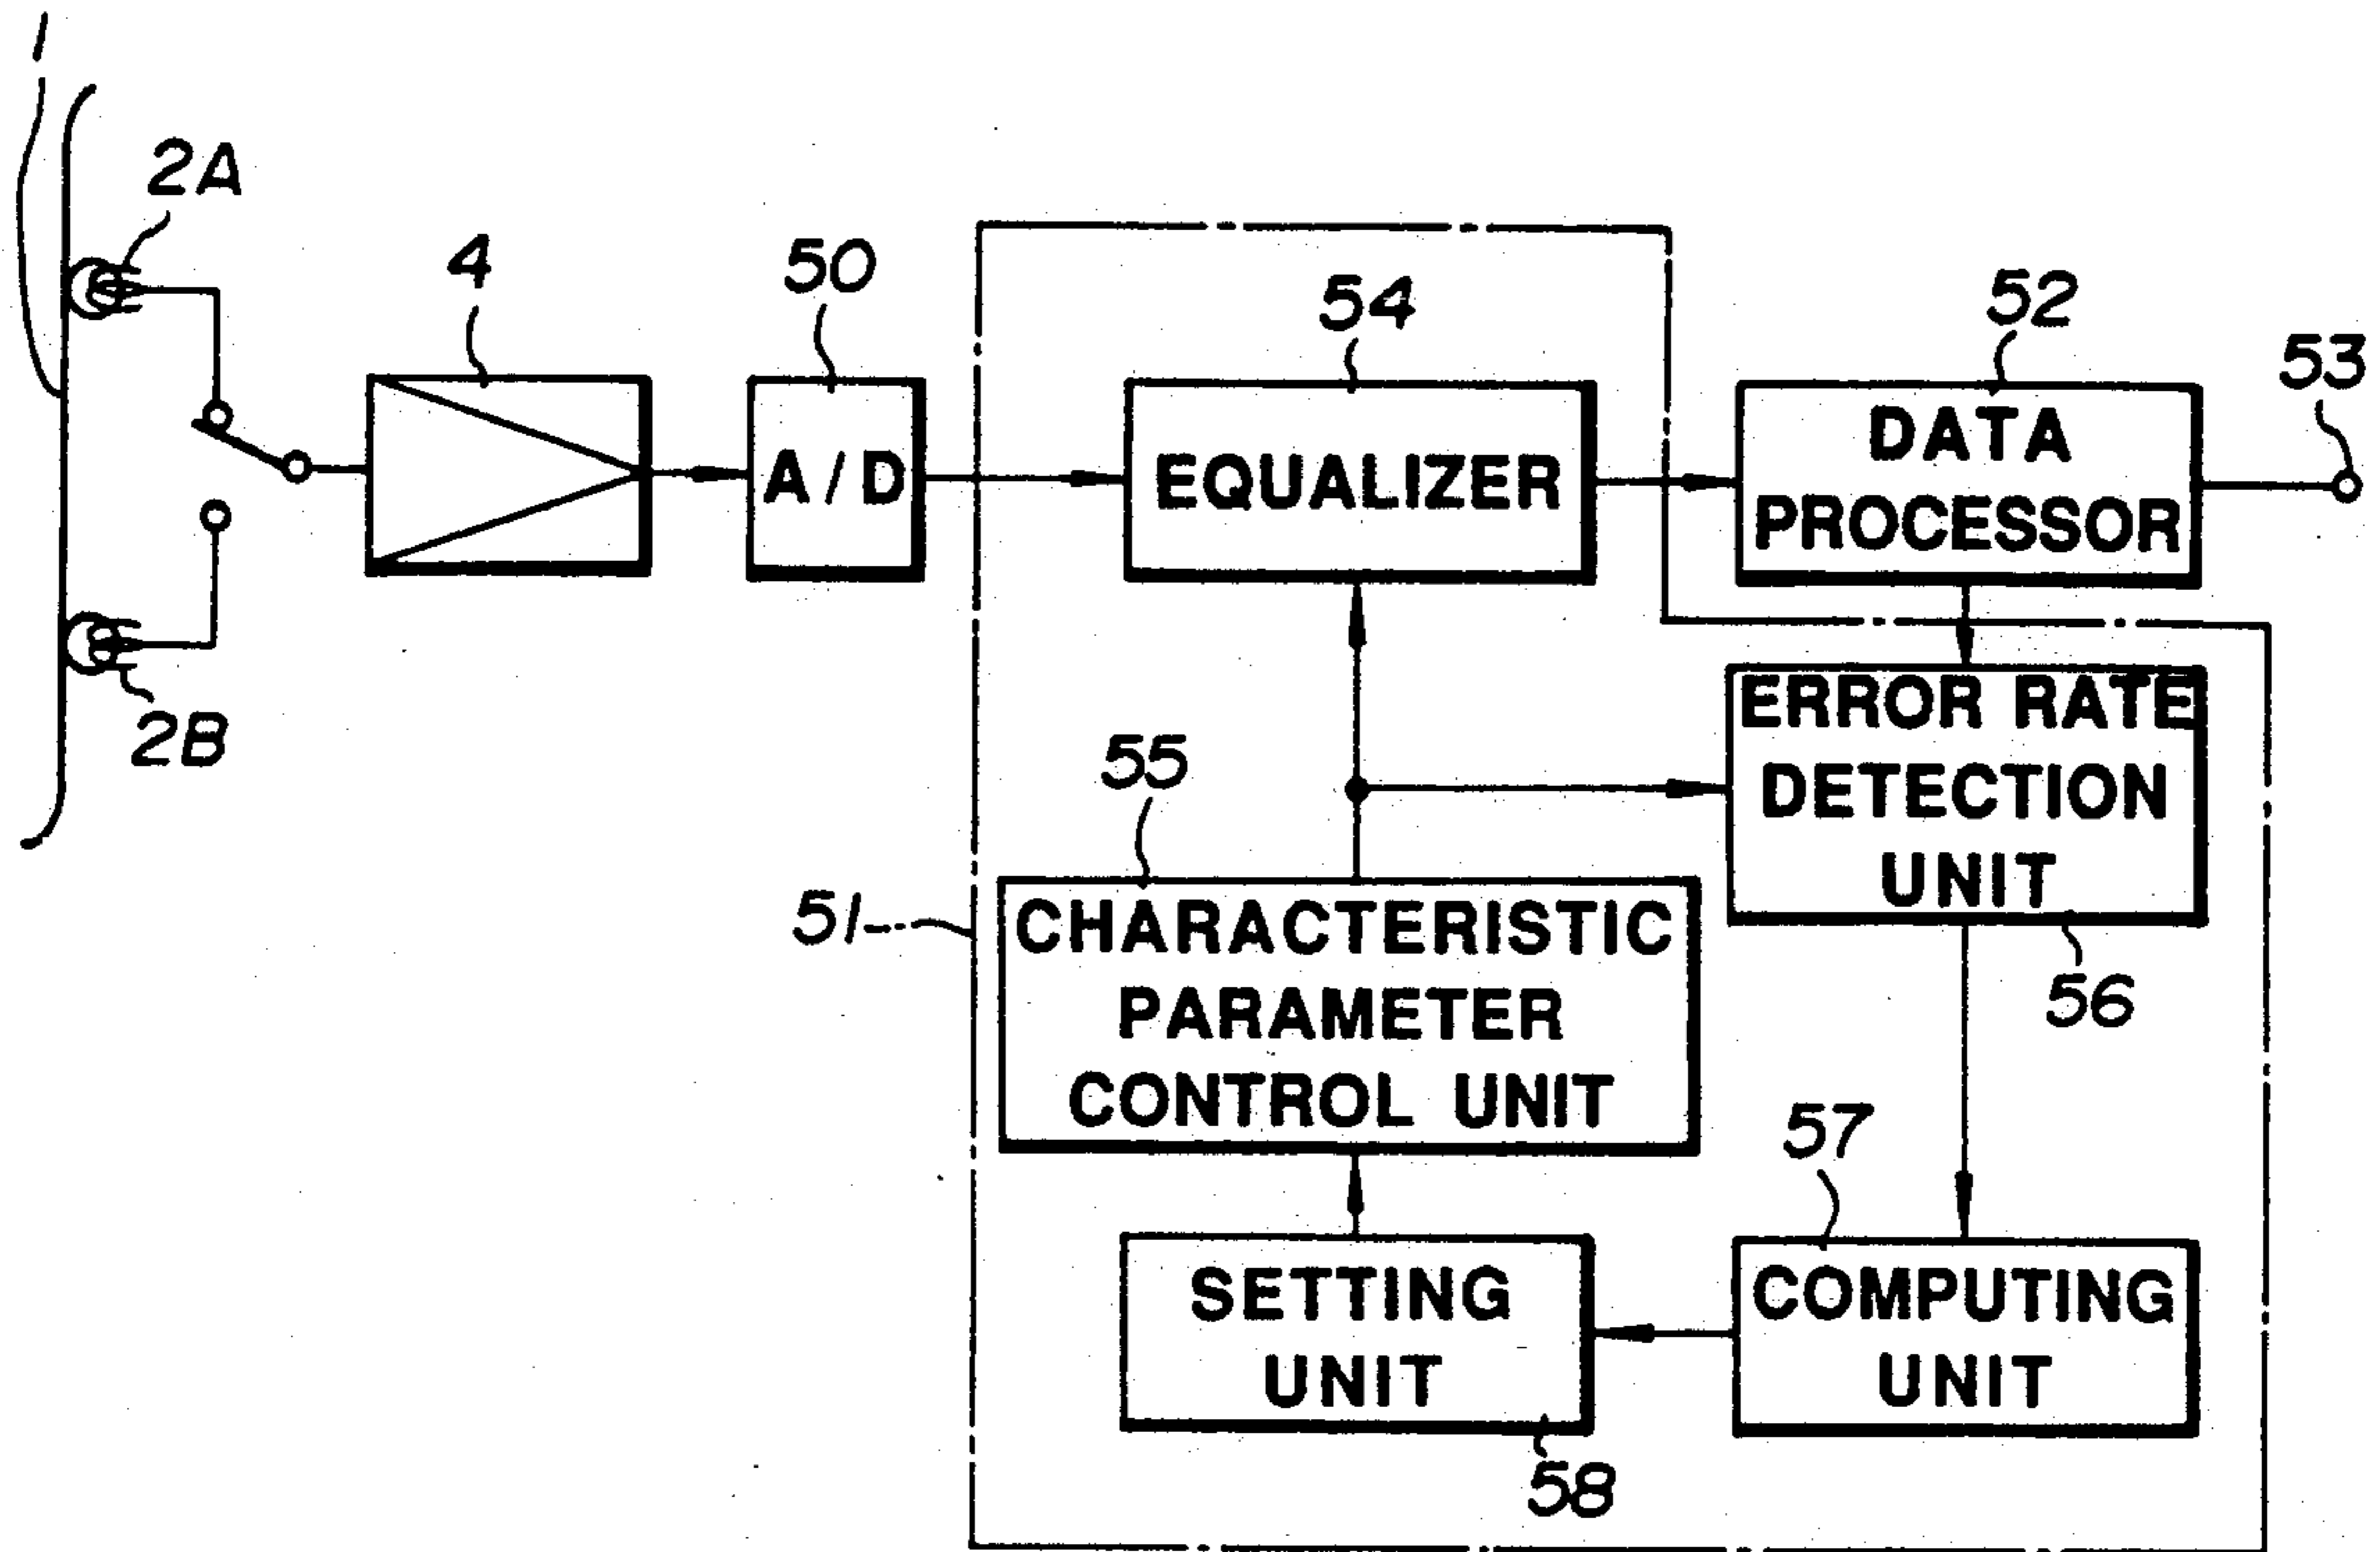 2A
4
50
54
52
53
A/D
EQUALIZER
DATA
PROCESSOR
2B
55
ERROR RATE
DETECTION
UNIT
51
CHARACTERISTIC
PARAMETER
CONTROL UNIT
56
57
SETTING
UNIT
COMPUTING
UNIT
58